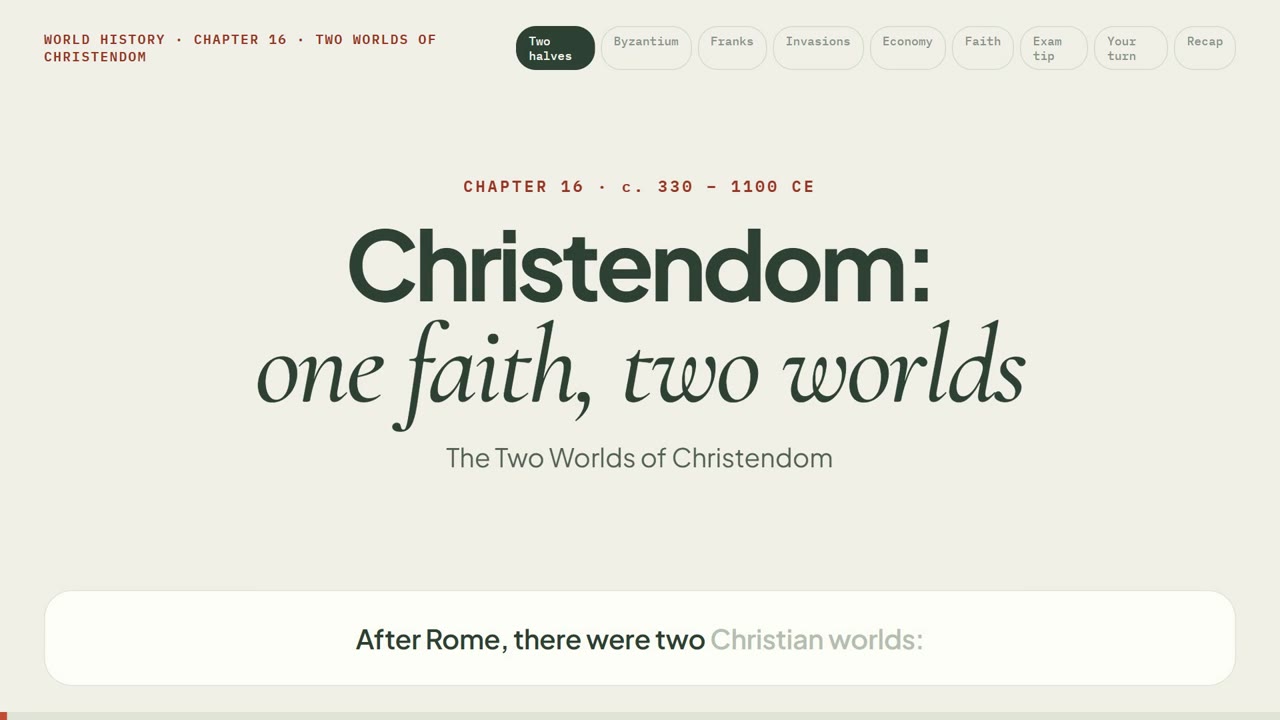 WORLD HISTORY · CHAPTER 16 · TWO WORLDS OF
CHRISTENDOM
Two
halves
Byzantium
Franks
Invasions
Economy
Faith
Exam
tip
Your
turn
Recap
CHAPTER 16 · c. 330 – 1100 CE
Christendom:
one faith, two worlds
The Two Worlds of Christendom
After Rome, there were two Christian worlds: